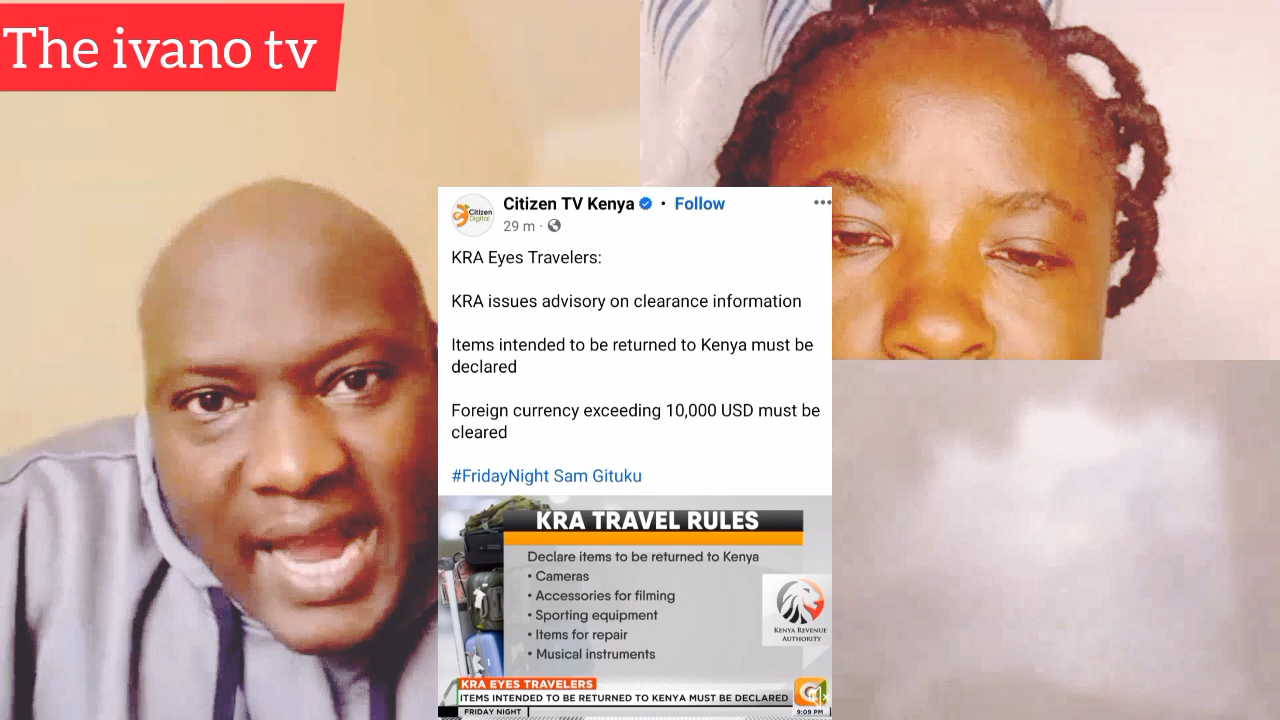 The ivano tv
Citizen TV Kenya · Follow
Citizen
Digital
29 m ·
KRA Eyes Travelers:
KRA issues advisory on clearance information
Items intended to be returned to Kenya must be
declared
Foreign currency exceeding 10,000 USD must be
cleared
#FridayNight Sam Gituku
KRA TRAVEL RULES
Declare items to be returned to Kenya
• Cameras
• Accessories for filming
• Sporting equipment
• Items for repair
• Musical instruments
KENYA REVENUE
AUTHORITY
KRA EYES TRAVELERS
ITEMS INTENDED TO BE RETURNED TO KENYA MUST BE DECLARED
FRIDAY NIGHT
9:09 PM